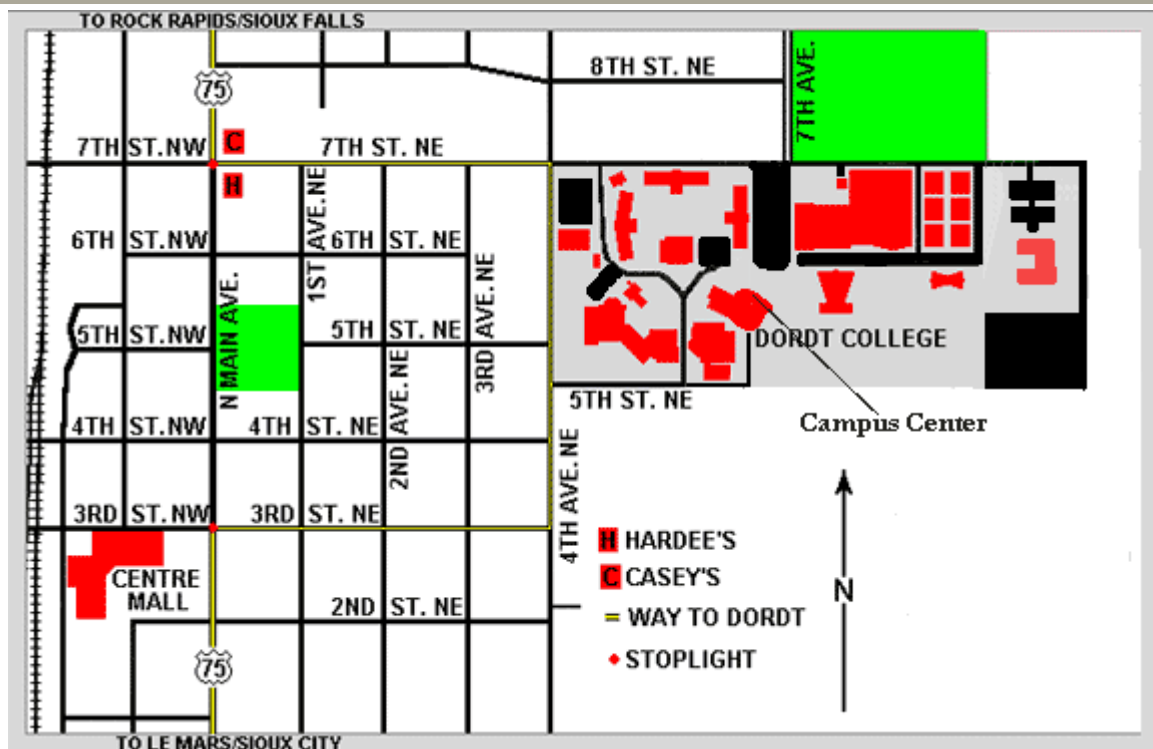 TO ROCK RAPIDS/SIOUX FALLS
75
8TH ST. NE
7TH AVE.
7TH ST.NW
C
7TH ST. NE
H
6TH ST.NW
1ST AVE.NE
6TH ST. NE
3RD AVE.NE
N MAIN AVE.
5TH ST.NW
5TH ST. NE
DORDT COLLEGE
2ND AVE.NE
5TH ST. NE
4TH ST.NW
4TH ST. NE
Campus Center
3RD ST.NW
3RD ST. NE
4TH AVE.NE
H HARDEE'S
C CASEY'S
CENTRE
MALL
2ND ST. NE
= WAY TO DORDT
N
STOPLIGHT
75
TO LE MARS/SIOUX CITY